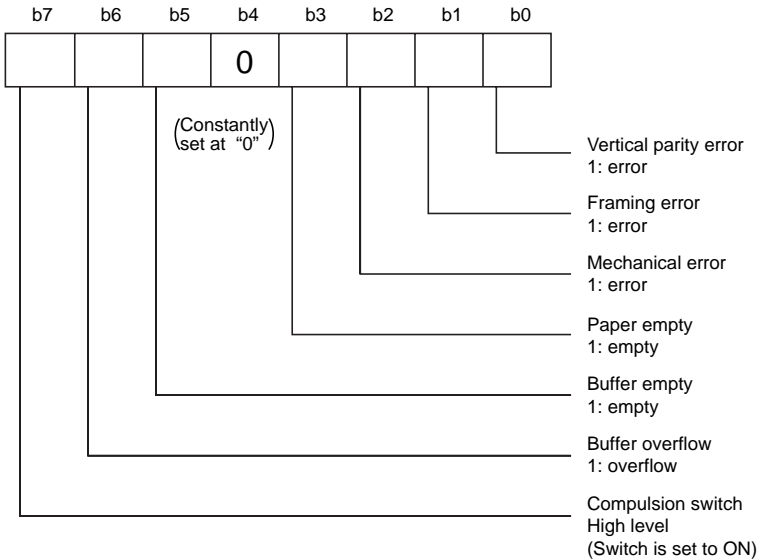 b7 b6 b5 b4 b3 b2 b1 b0
0
(Constantly
set at “0”)
Vertical parity error
1: error
Framing error
1: error
Mechanical error
1: error
Paper empty
1: empty
Buffer empty
1: empty
Buffer overflow
1: overflow
Compulsion switch
High level
(Switch is set to ON)